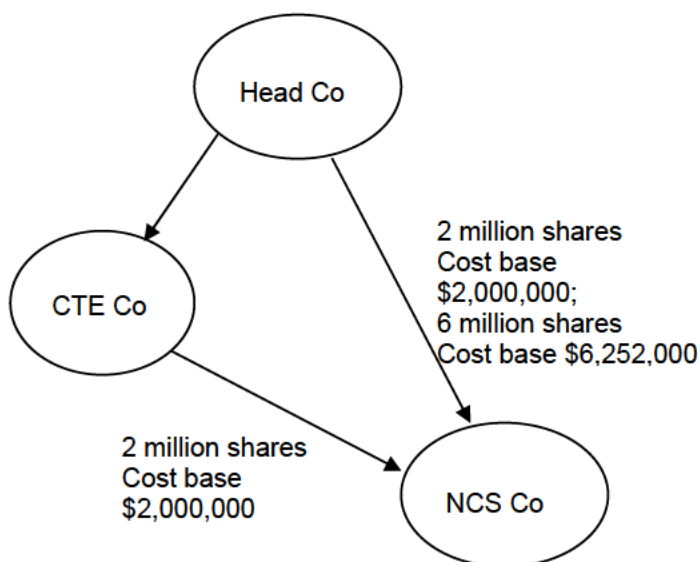 Head Co
2 million shares
Cost base
$2,000,000;
6 million shares
Cost base $6,252,000
CTE Co
2 million shares
Cost base
$2,000,000
NCS Co